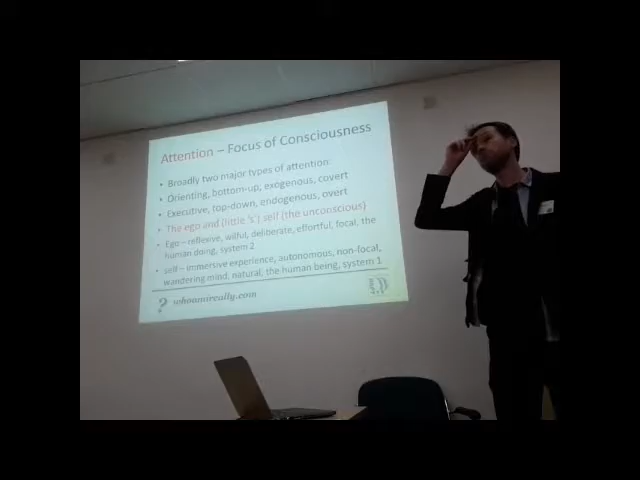 Attention – Focus of Consciousness
• Broadly two major types of attention:
• Orienting, bottom-up, exogenous, covert
• Executive, top-down, endogenous, overt
• The ego and (little 's') self (the unconscious)
• Ego – reflexive, wilful, deliberate, effortful, focal, the
human doing, system 2
• self – immersive experience, autonomous, non-focal,
wandering mind, natural, the human being, system 1
? whoamireally.com